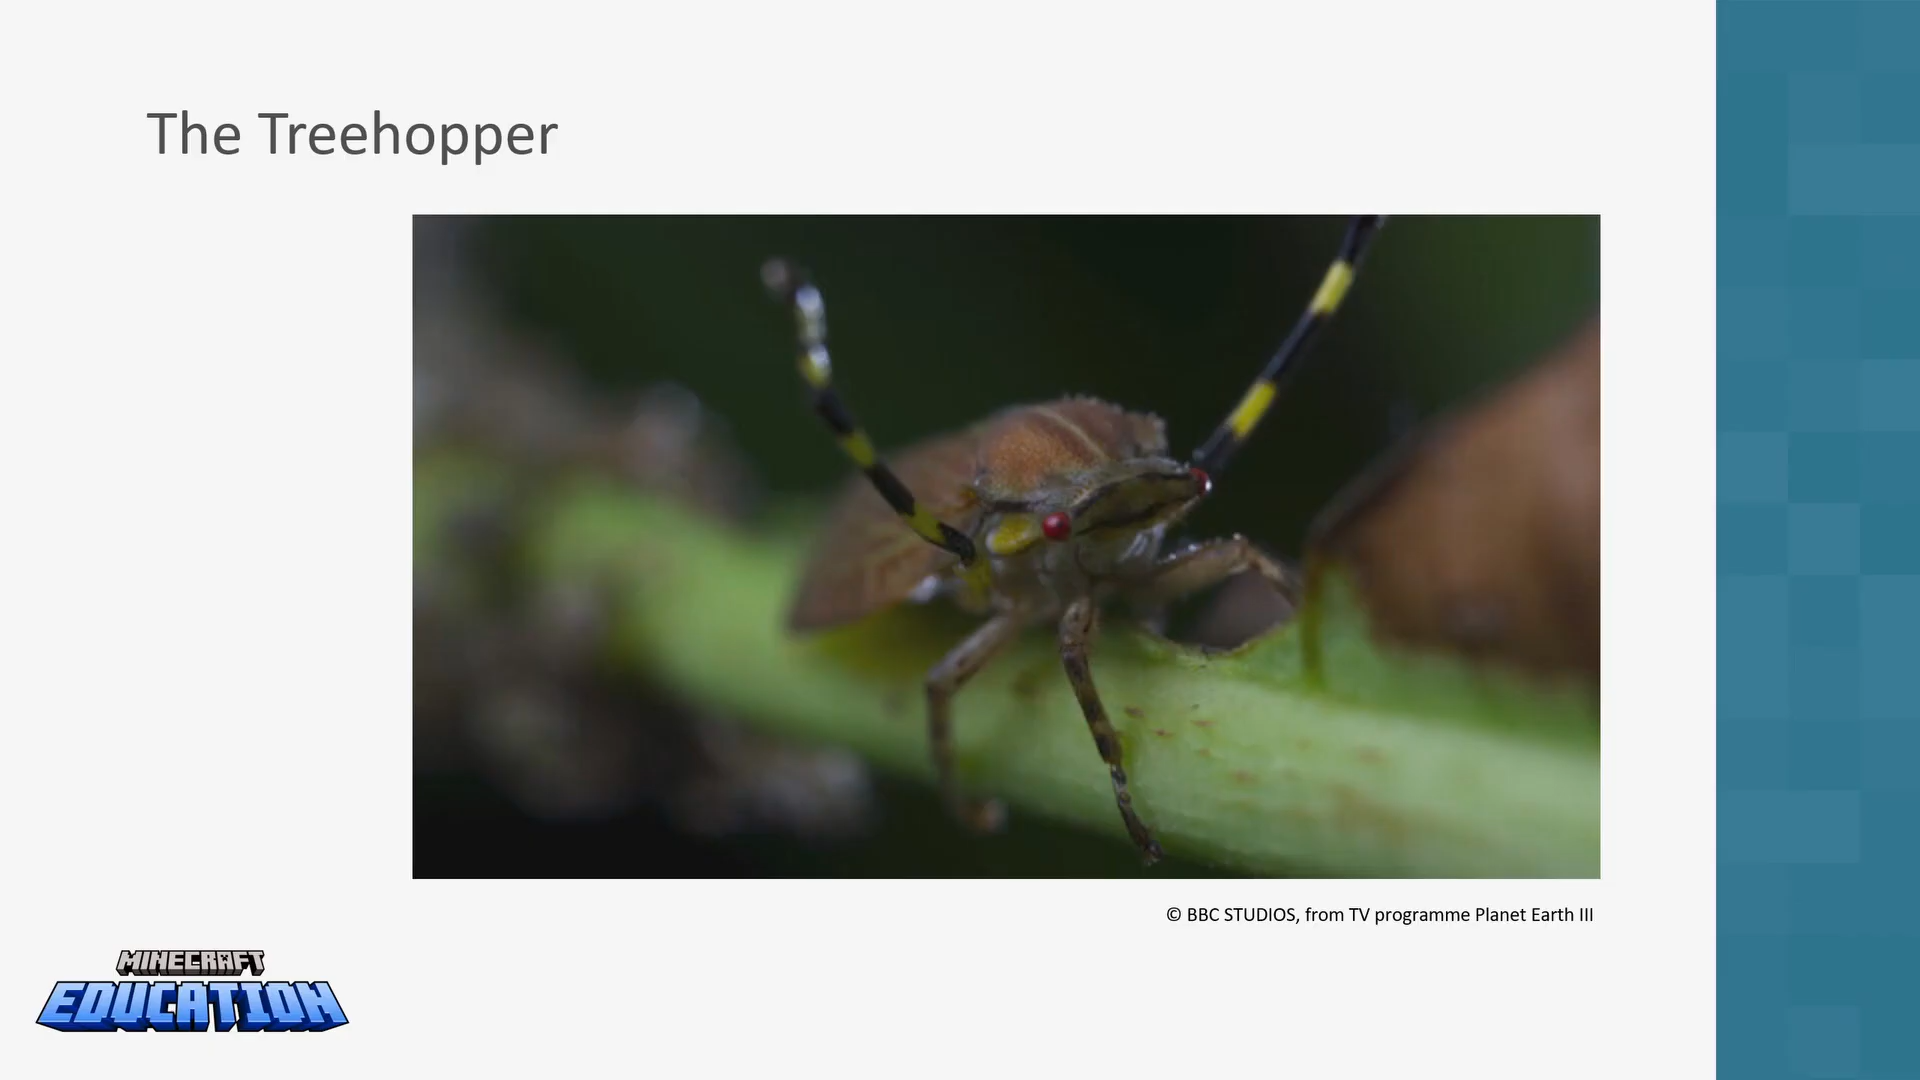 The Treehopper
© BBC STUDIOS, from TV programme Planet Earth III
MINECRAFT
EDUCATION